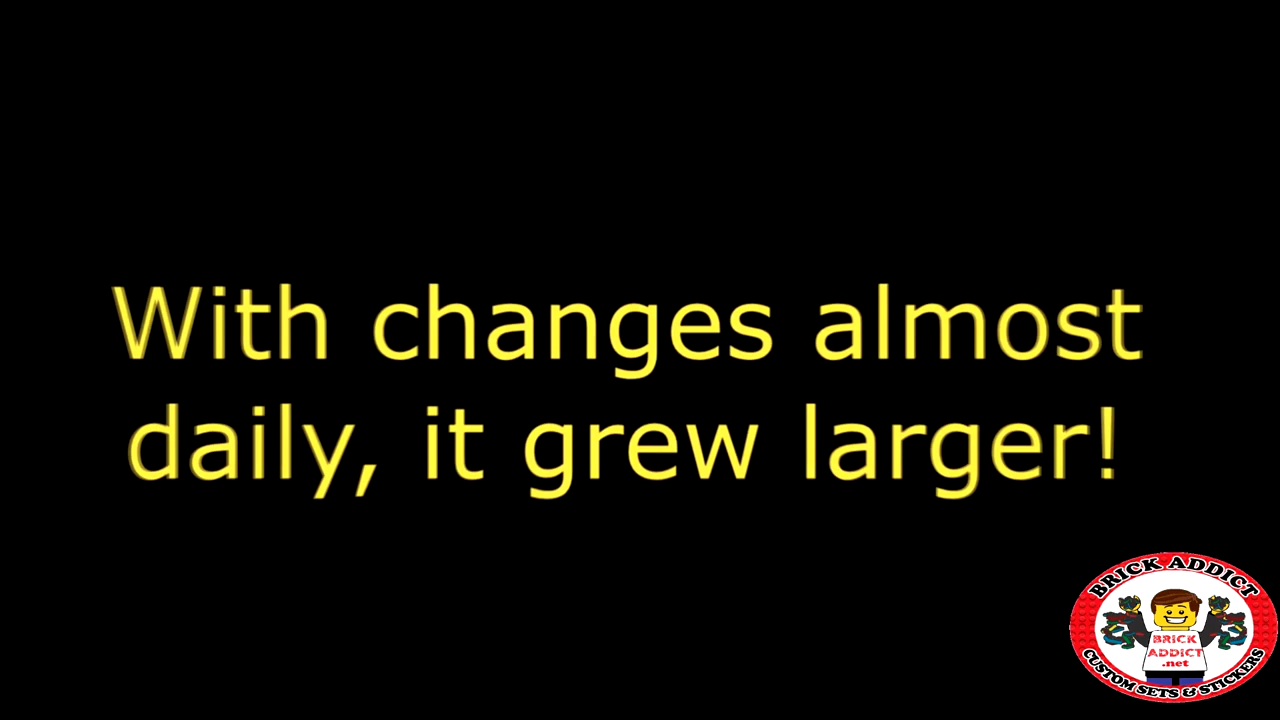 With changes almost
daily, it grew larger!
BRICK ADDICT
BRICK
ADDICT
.net
CUSTOM SETS & STICKERS